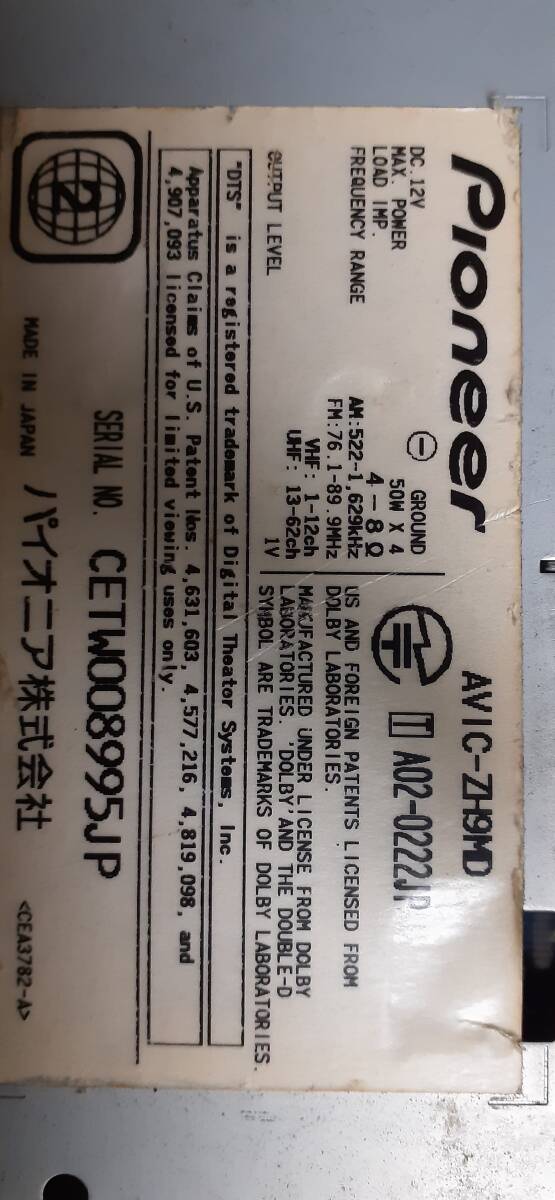 Pioneer AVIC-ZH9MD
DC.12V ⊖ GROUND
MAX. POWER 50W X 4
LOAD IMP. 4-8Ω
FREQUENCY RANGE AM:522-1,629kHz
FM:76.1-89.9MHz
VHF: 1-12ch
UHF: 13-62ch
OUTPUT LEVEL 1V
T A02-0222JP
US AND FOREIGN PATENTS LICENSED FROM
DOLBY LABORATORIES.
MANUFACTURED UNDER LICENSE FROM DOLBY
LABORATORIES. 'DOLBY' AND THE DOUBLE-D
SYMBOL ARE TRADEMARKS OF DOLBY LABORATORIES.
"DTS" is a registered trademark of Digital Theator Systems, Inc.
Apparatus Claims of U.S. Patent Nos. 4,631,603, 4,577,216, 4,819,098, and
4,907,093 licensed for limited viewing uses only.
2
SERIAL NO. CETW008995JP
MADE IN JAPAN パイオニア株式会社 <CEA3782-A>